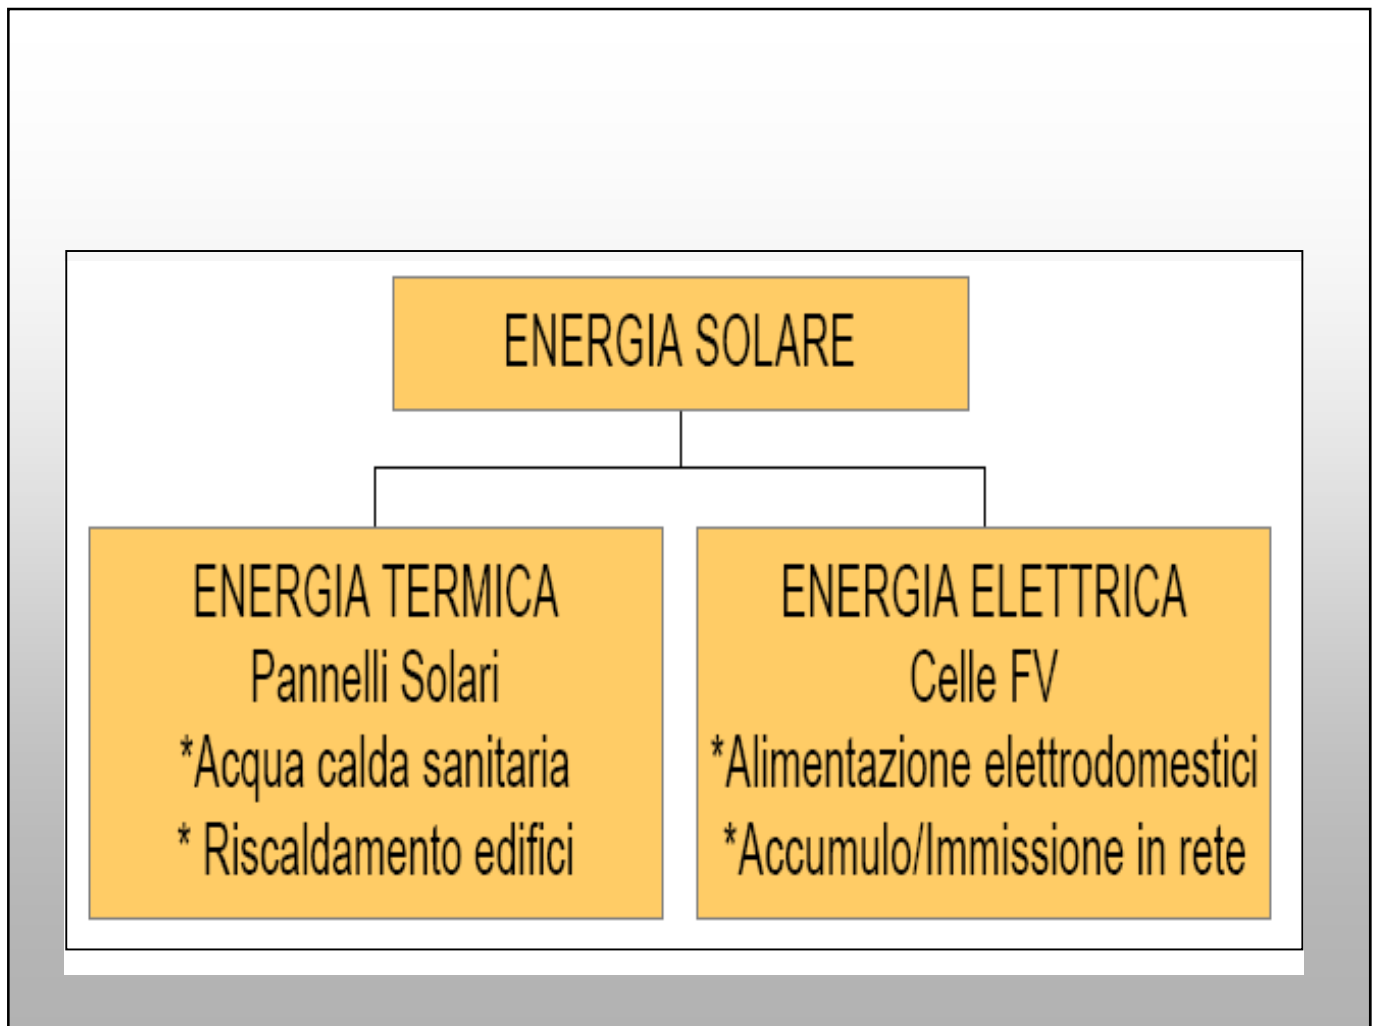 ENERGIA SOLARE
ENERGIA TERMICA
Pannelli Solari
*Acqua calda sanitaria
* Riscaldamento edifici
ENERGIA ELETTRICA
Celle FV
*Alimentazione elettrodomestici
*Accumulo/Immissione in rete